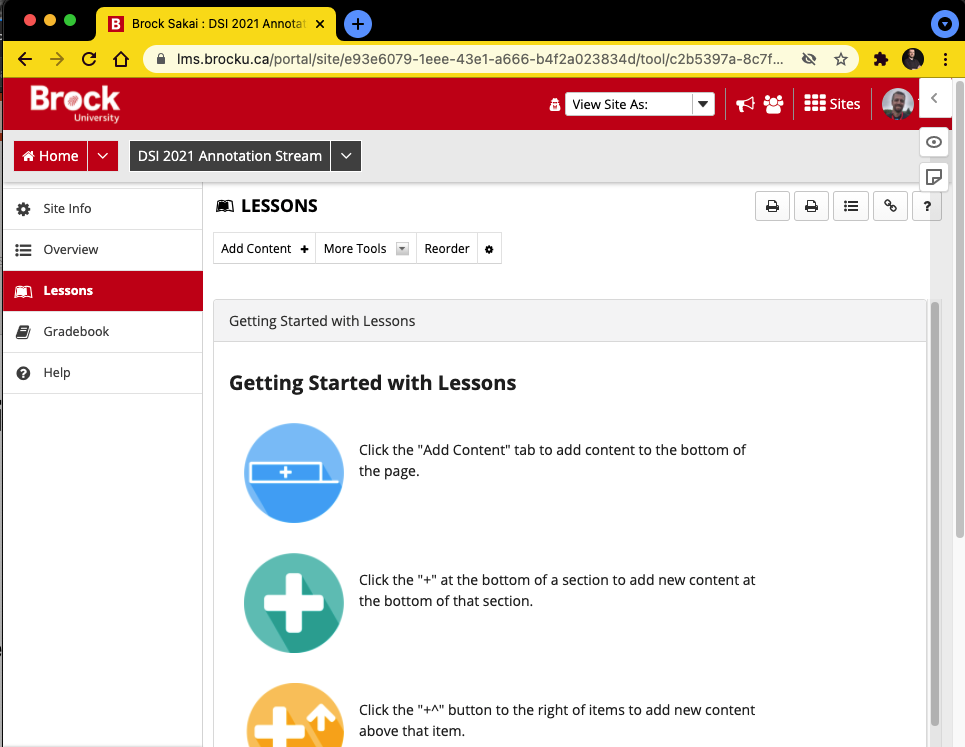 B Brock Sakai : DSI 2021 Annotat
lms.brocku.ca/portal/site/e93e6079-1eee-43e1-a666-b4f2a023834d/tool/c2b5397a-8c7f...
Brock
University
View Site As:
Sites
Home
DSI 2021 Annotation Stream
Site Info
Overview
Lessons
Gradebook
Help
LESSONS
?
Add Content +
More Tools
Reorder
Getting Started with Lessons
Getting Started with Lessons
Click the "Add Content" tab to add content to the bottom of
the page.
Click the "+" at the bottom of a section to add new content at
the bottom of that section.
Click the "+^" button to the right of items to add new content
above that item.